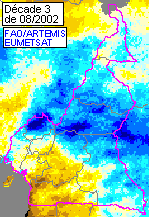 Décade 3
de 08/2002
FAO/ARTEMIS
EUMETSAT